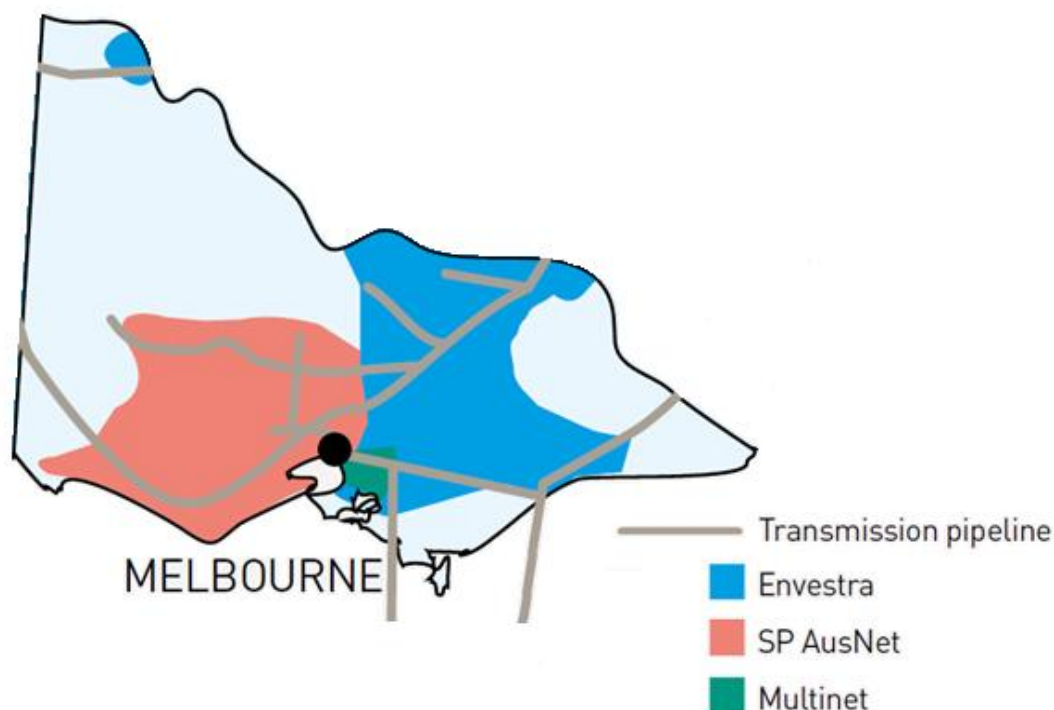 MELBOURNE
Transmission pipeline
Envestra
SP AusNet
Multinet